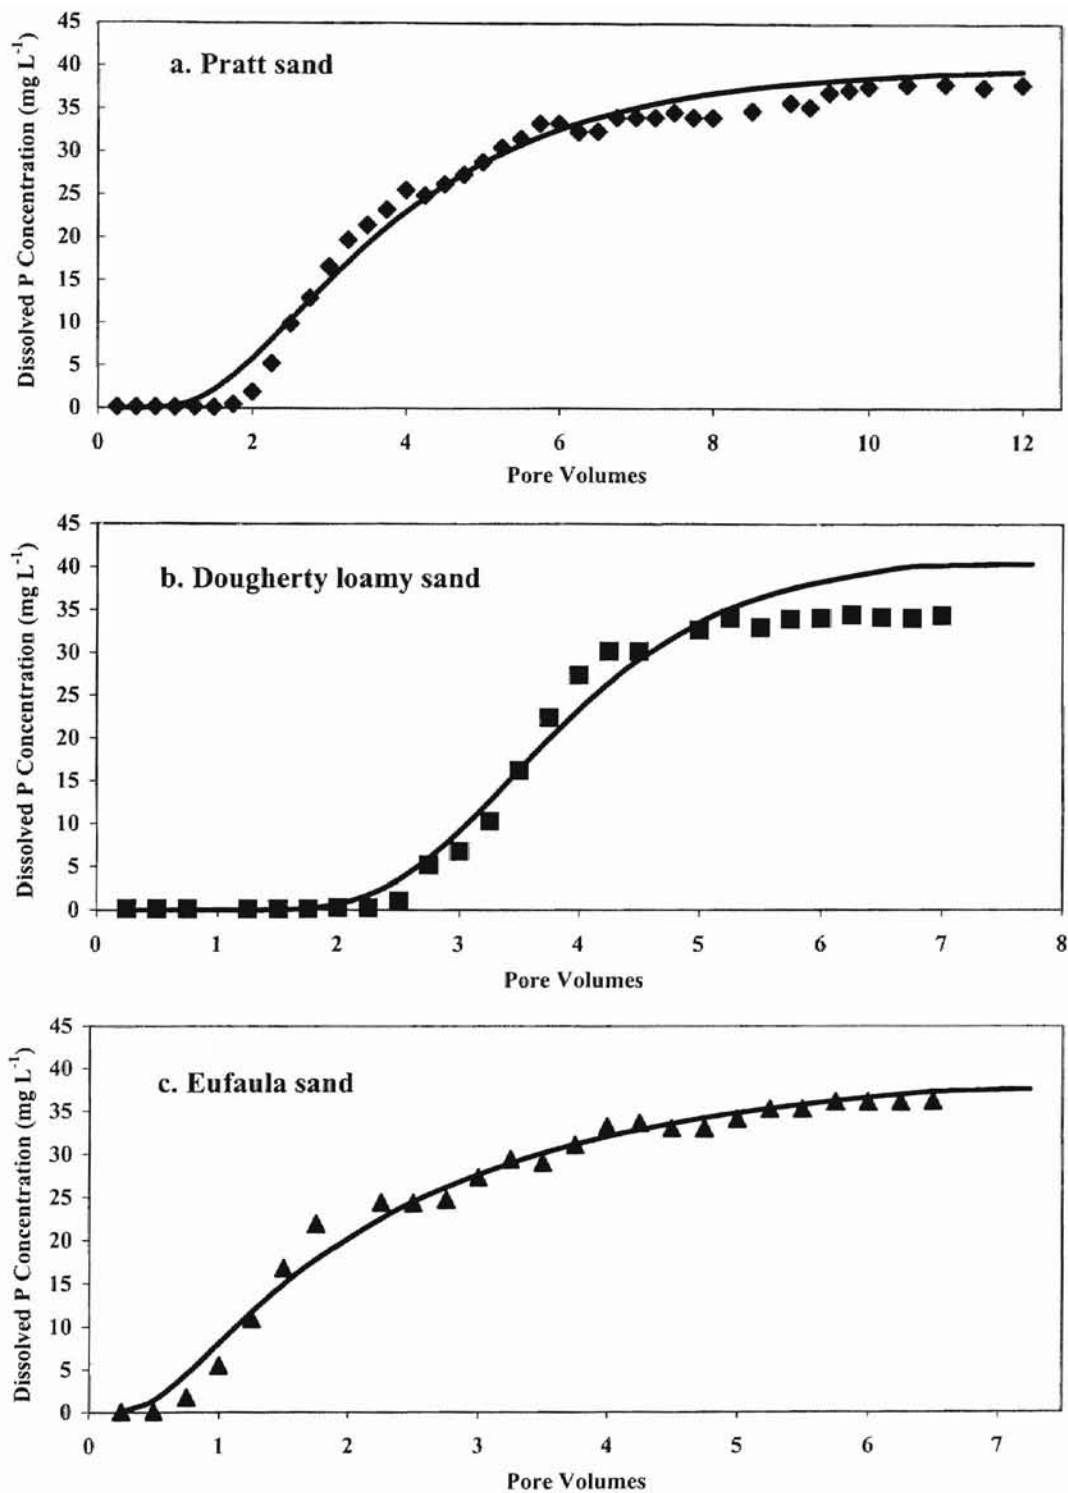 a. Pratt sand
Dissolved P Concentration (mg L⁻¹)
45
40
35
30
25
20
15
10
5
0
0 2 4 6 8 10 12
Pore Volumes
b. Dougherty loamy sand
Dissolved P Concentration (mg L⁻¹)
45
40
35
30
25
20
15
10
5
0
0 1 2 3 4 5 6 7 8
Pore Volumes
c. Eufaula sand
Dissolved P Concentration (mg L⁻¹)
45
40
35
30
25
20
15
10
5
0
0 1 2 3 4 5 6 7
Pore Volumes